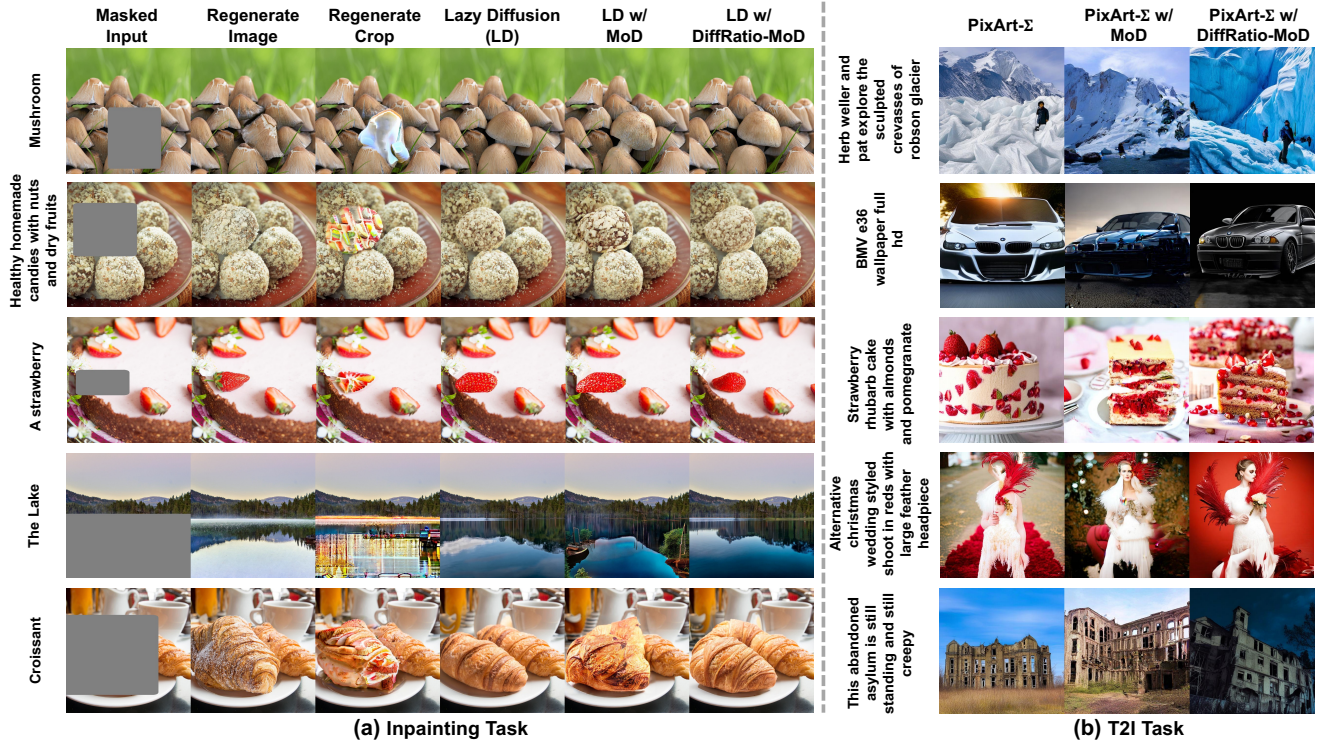 Masked
Input
Regenerate
Image
Regenerate
Crop
Lazy Diffusion
(LD)
LD w/
MoD
LD w/
DiffRatio-MoD
Mushroom
Healthy homemade
candies with nuts
and dry fruits
A strawberry
The Lake
Croissant
(a) Inpainting Task
PixArt-Σ
PixArt-Σ w/
MoD
PixArt-Σ w/
DiffRatio-MoD
Herb weller and
pat explore the
sculpted
crevasses of
robson glacier
BMV e36
wallpaper full
hd
Strawberry
rhubarb cake
with almonds
and pomegranate
Alternative
christmas
wedding styled
shoot in reds with
large feather
headpiece
This abandoned
asylum is still
standing and still
creepy
(b) T2I Task